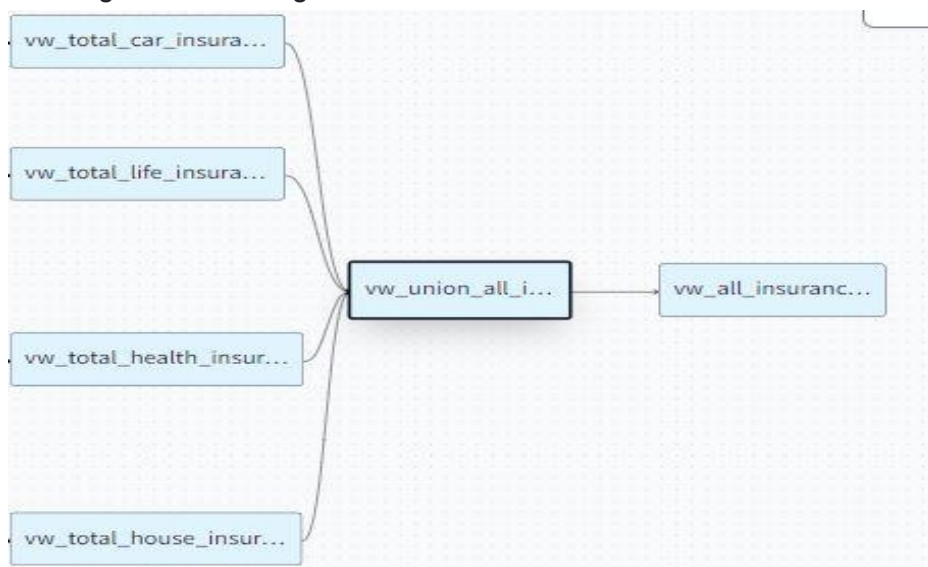 vw_total_car_insura...
vw_total_life_insura...
vw_union_all_i...
vw_all_insuranc...
vw_total_health_insur...
vw_total_house_insur...